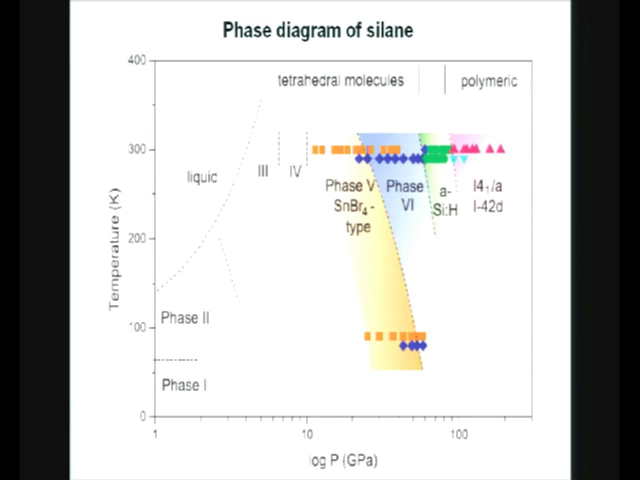 Phase diagram of silane
400
300
200
100
0
Temperature (K)
tetrahedral molecules
polymeric
liquic
III
IV
Phase V
SnBr4 -
type
Phase
VI
a-
Si:H
I41/a
I-42d
Phase II
Phase I
1
10
100
log P (GPa)